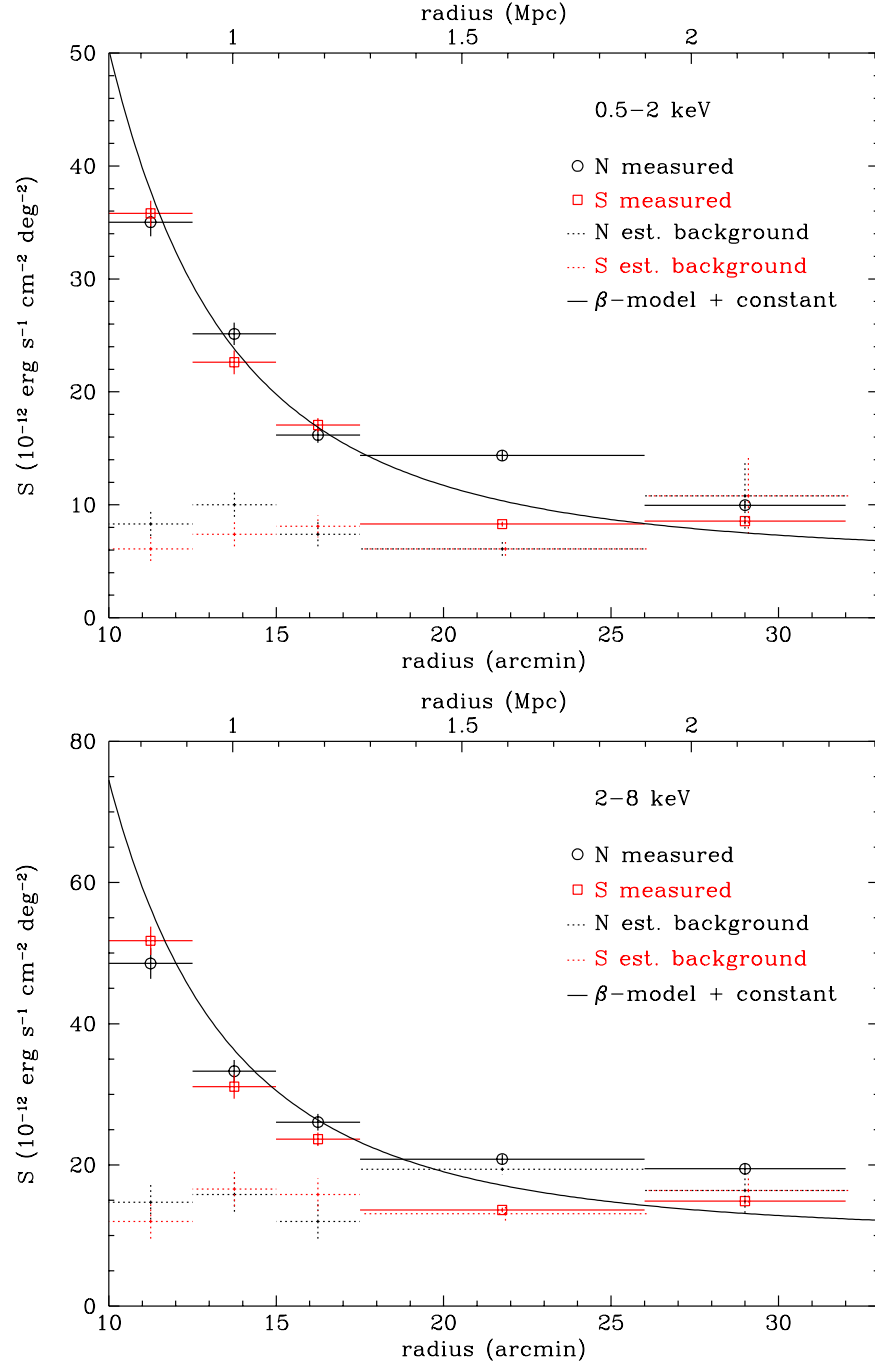 radius (Mpc)
1 1.5 2
50
40
30
20
10
0
S (10⁻¹² erg s⁻¹ cm⁻² deg⁻²)
0.5−2 keV
N measured
S measured
N est. background
S est. background
β−model + constant
10 15 20 25 30
radius (arcmin)
radius (Mpc)
1 1.5 2
80
60
40
20
0
S (10⁻¹² erg s⁻¹ cm⁻² deg⁻²)
2−8 keV
N measured
S measured
N est. background
S est. background
β−model + constant
10 15 20 25 30
radius (arcmin)